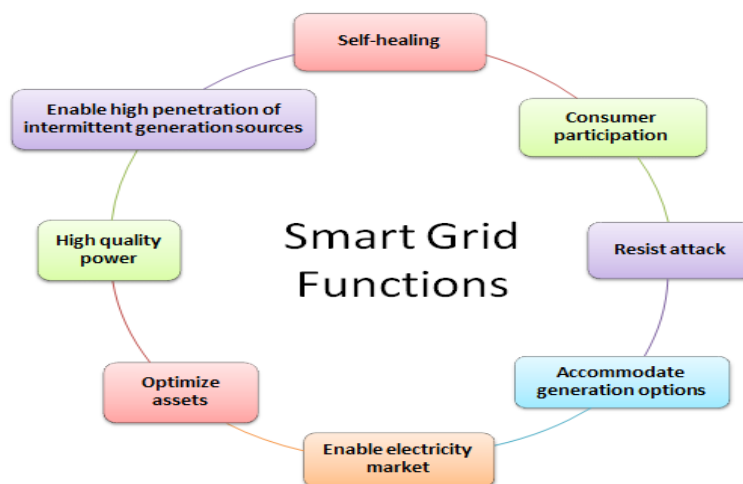 Self-healing
Enable high penetration of
intermittent generation sources
Consumer
participation
High quality
power
Smart Grid
Functions
Resist attack
Optimize
assets
Accommodate
generation options
Enable electricity
market